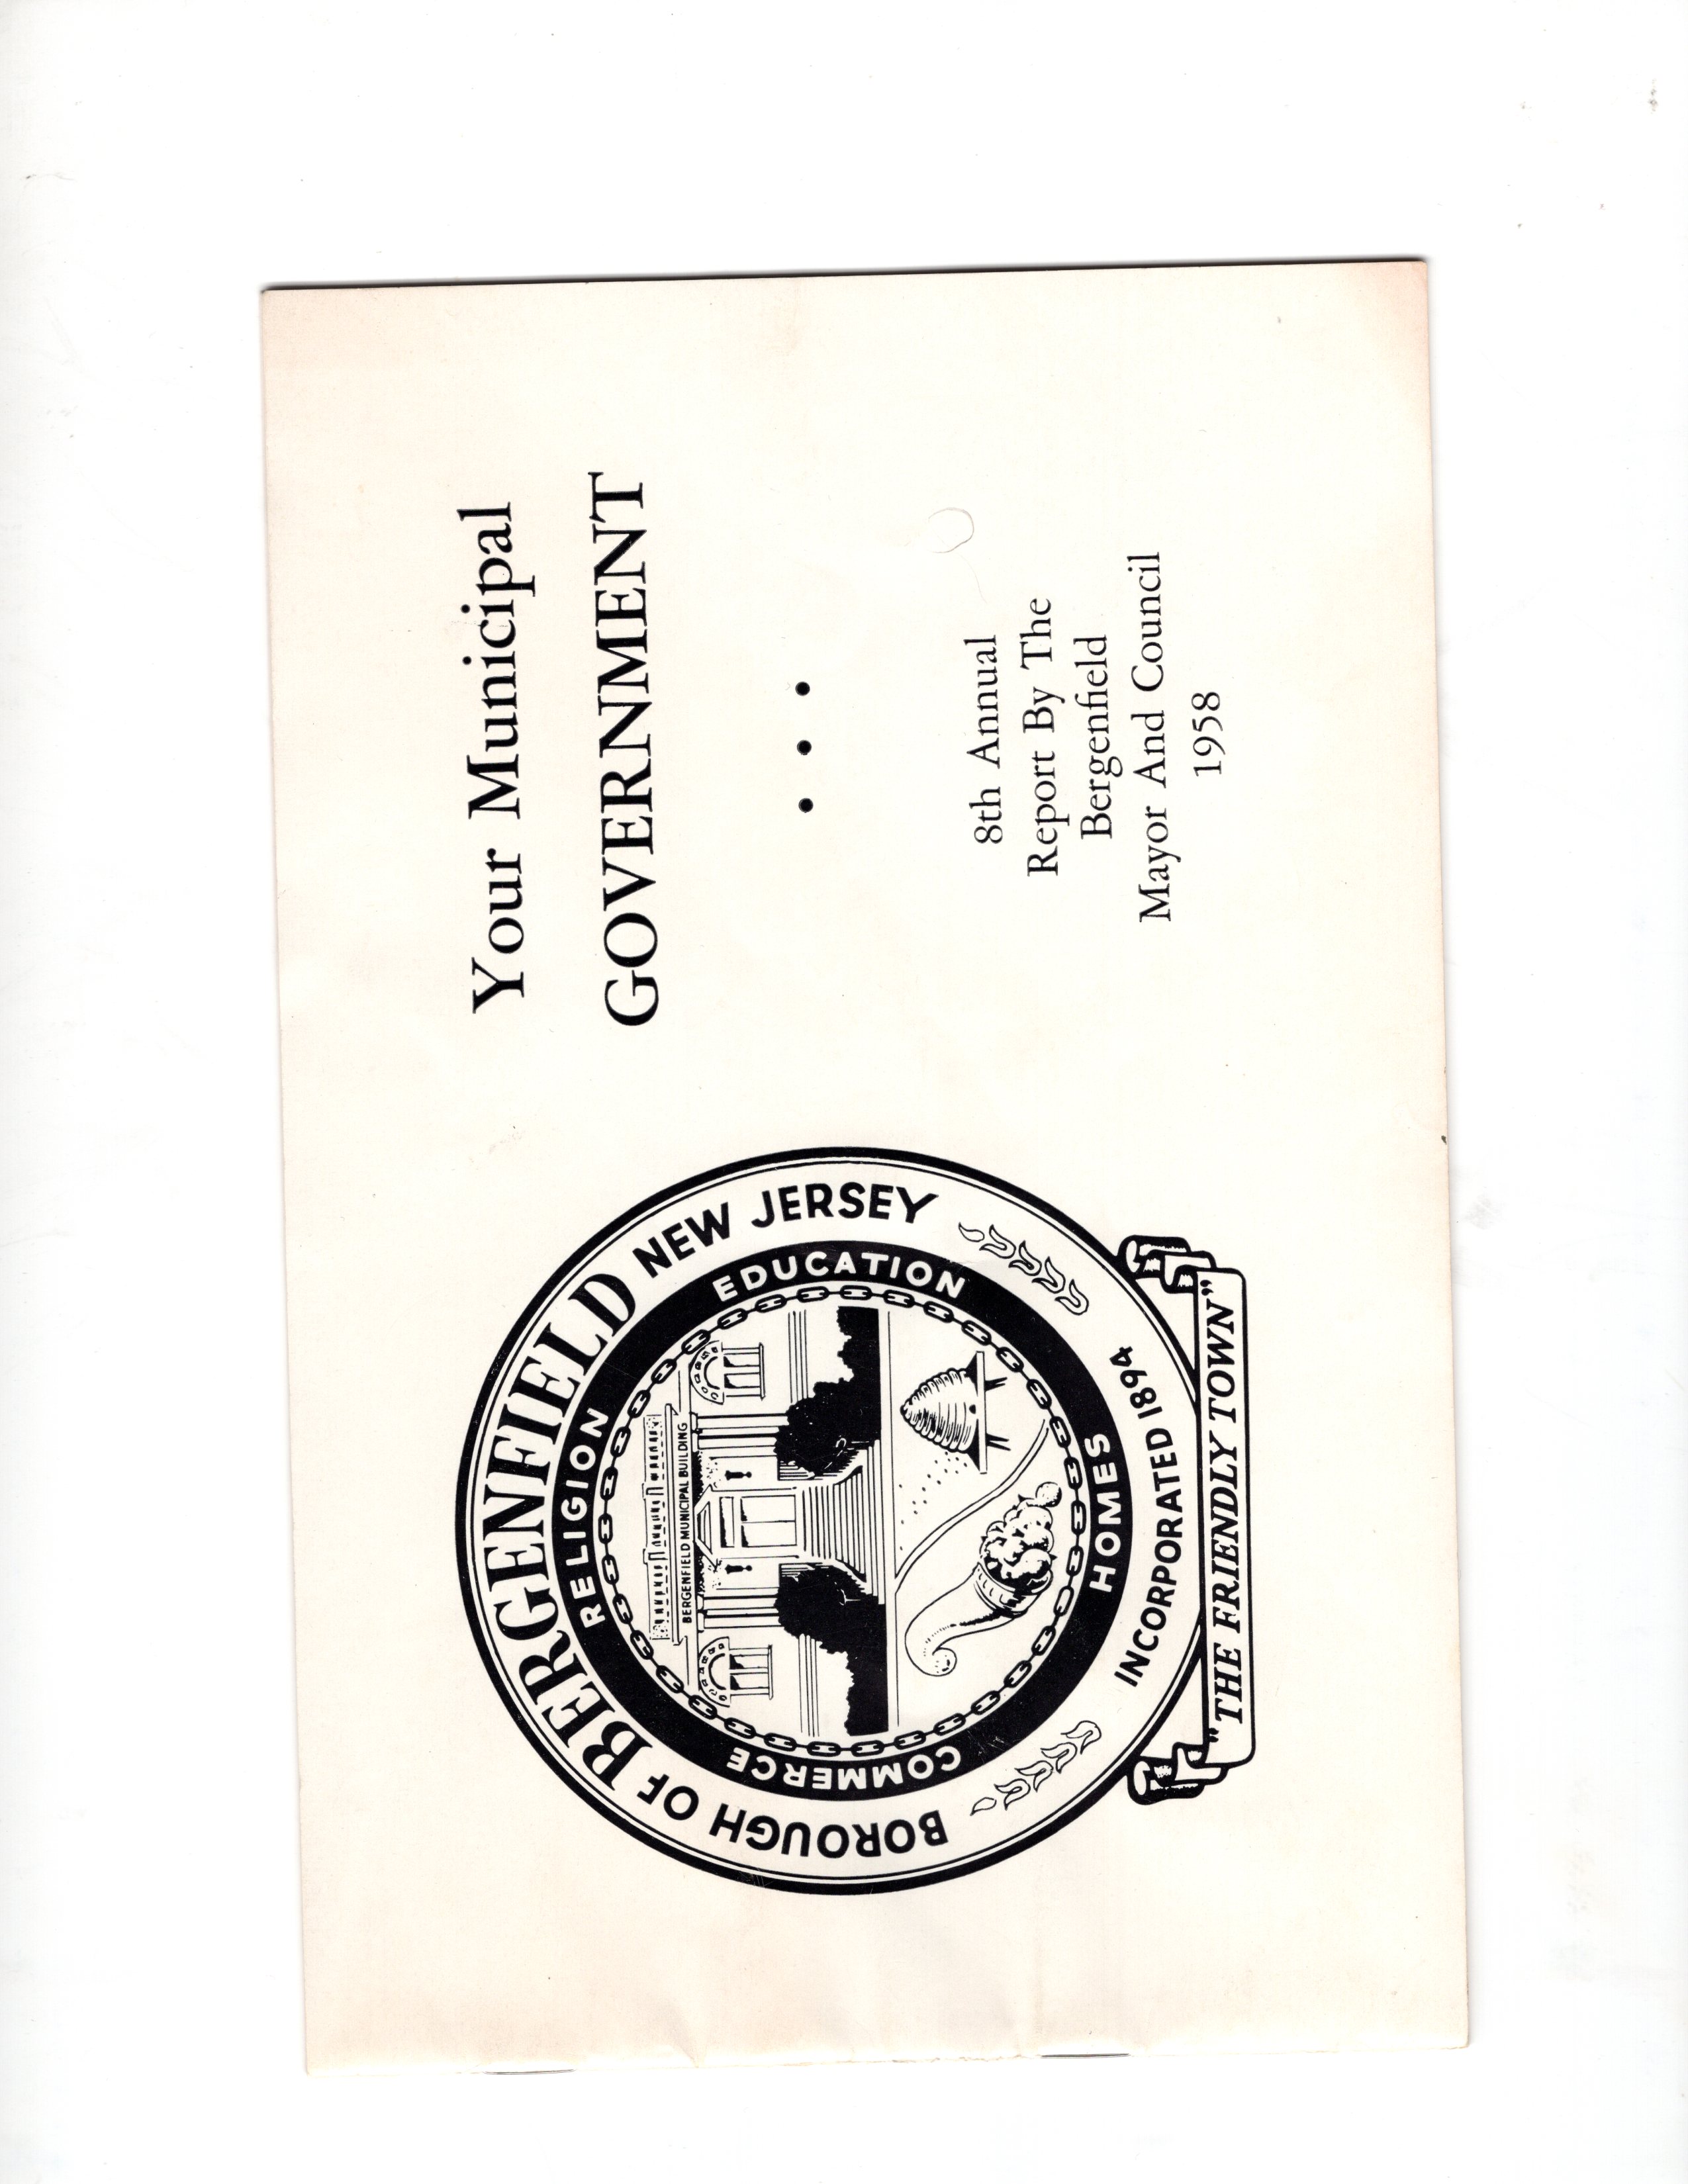 BOROUGH OF BERGENFIELD NEW JERSEY
RELIGION
EDUCATION
COMMERCE
HOMES
BERGENFIELD MUNICIPAL BUILDING
INCORPORATED 1894
"THE FRIENDLY TOWN"
Your Municipal
GOVERNMENT
• • •
8th Annual
Report By The
Bergenfield
Mayor And Council
1958